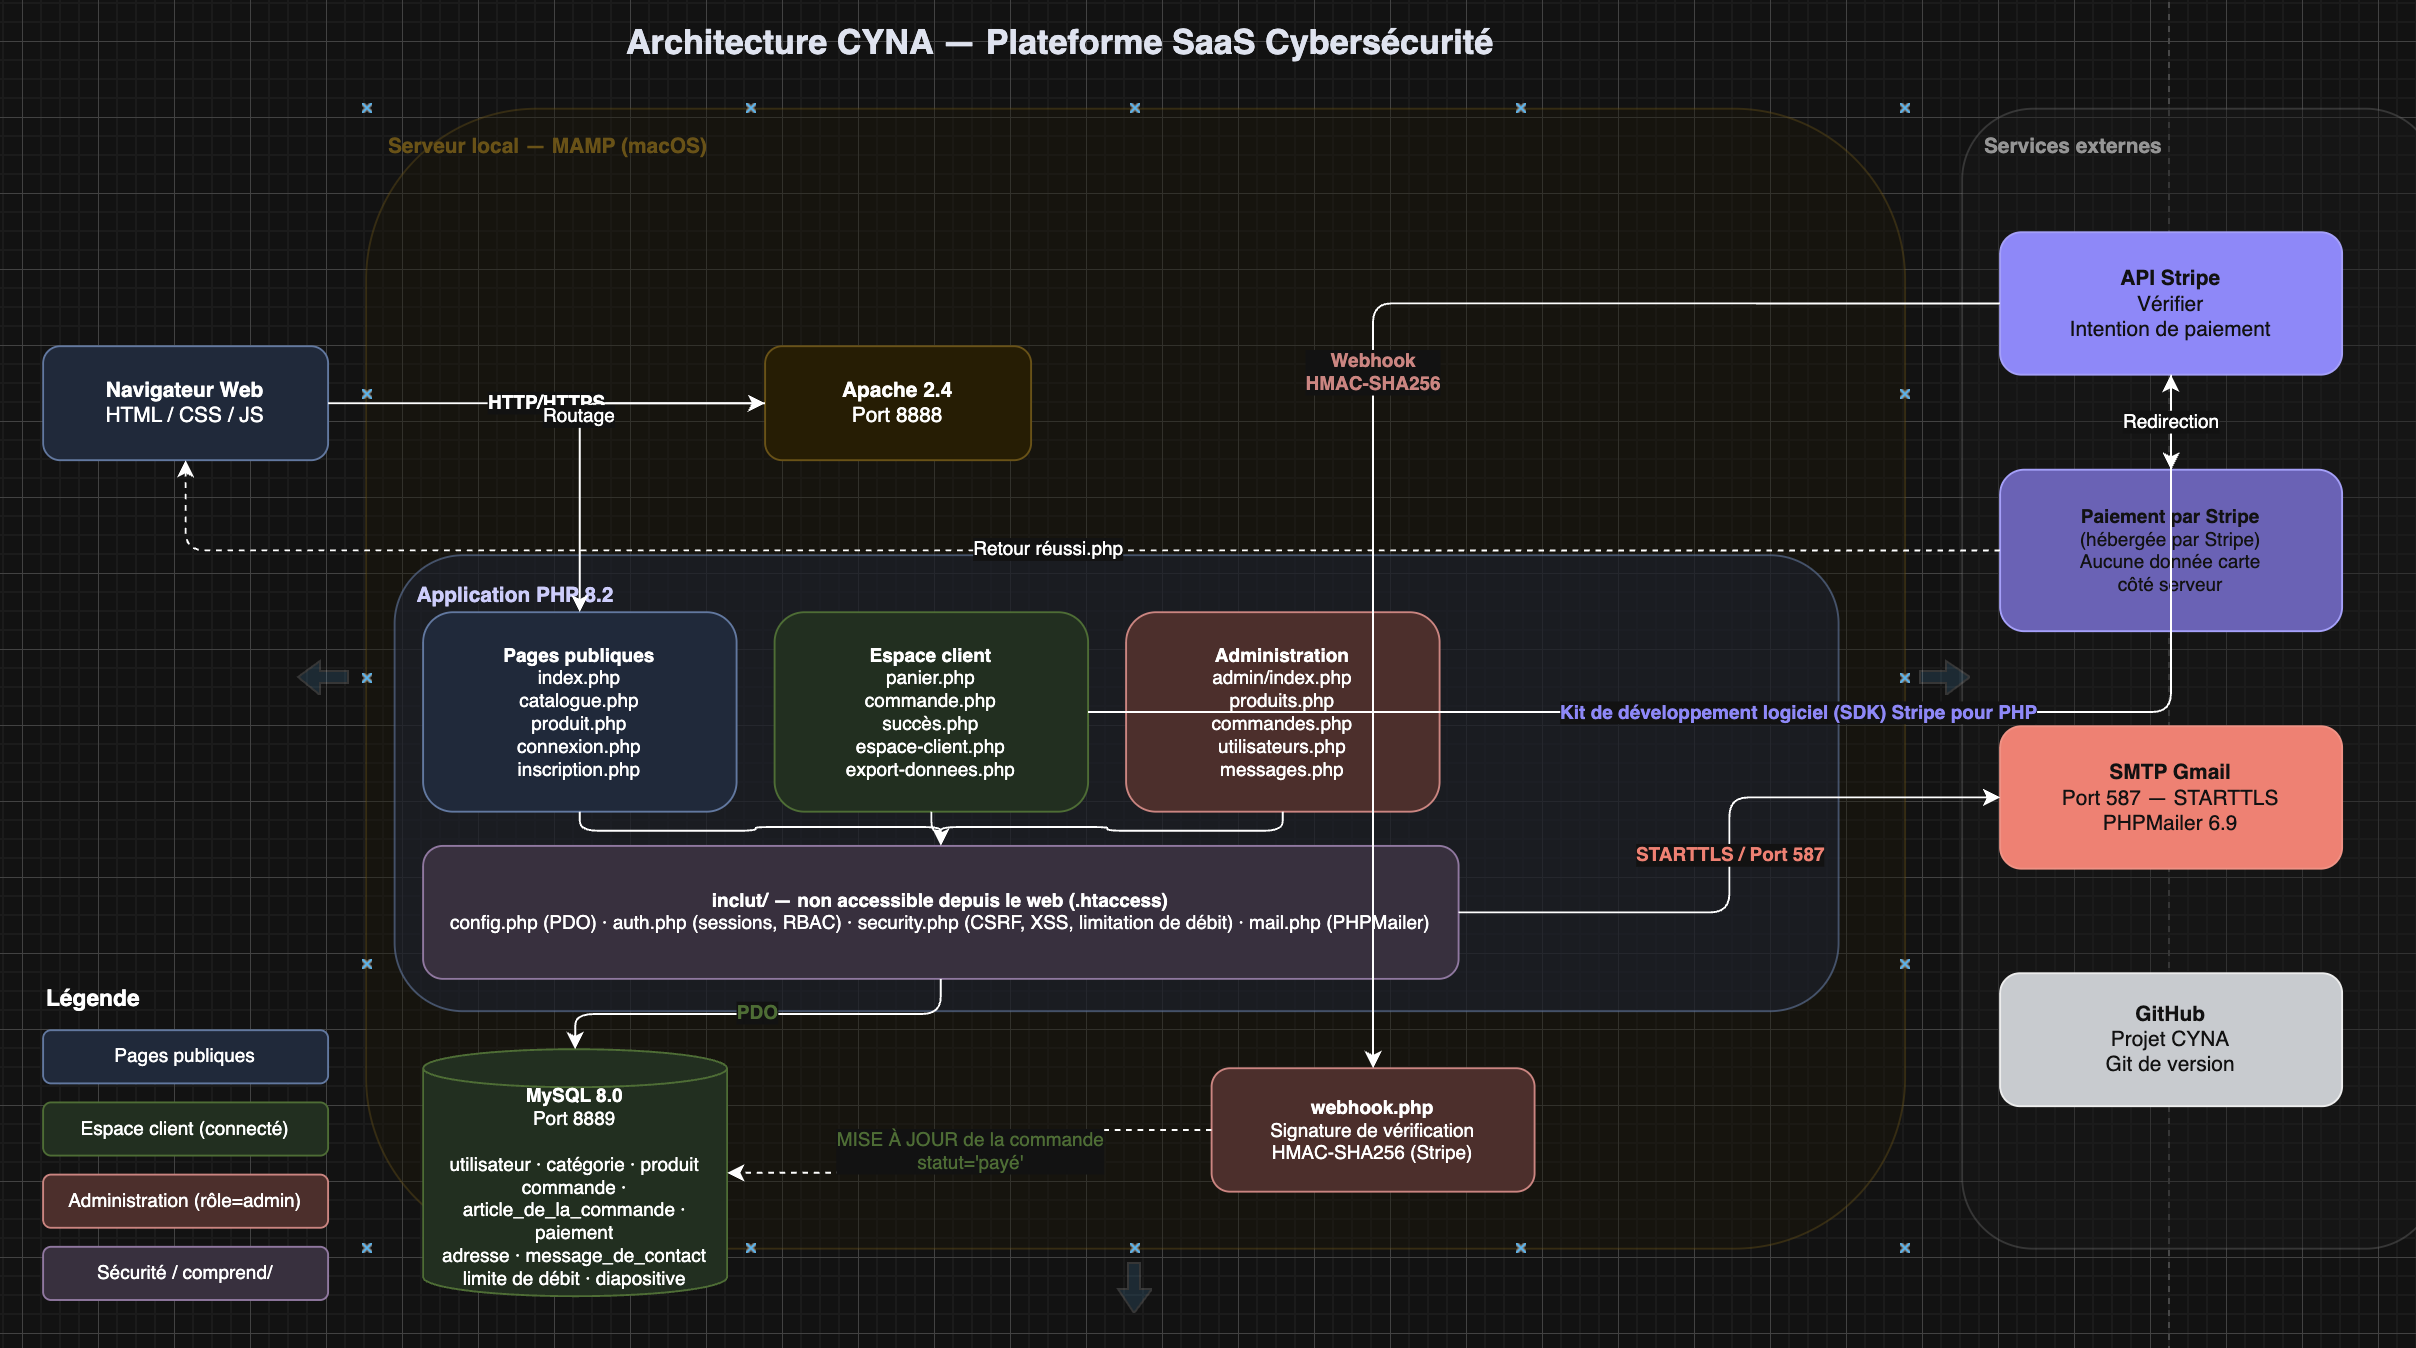 Architecture CYNA — Plateforme SaaS Cybersécurité
Serveur local — MAMP (macOS)
Services externes
API Stripe
Vérifier
Intention de paiement
Webhook
HMAC-SHA256
Navigateur Web
HTML / CSS / JS
HTTP/HTTPS
Routage
Apache 2.4
Port 8888
Redirection
Paiement par Stripe
(hébergée par Stripe)
Aucune donnée carte
côté serveur
Retour réussi.php
Application PHP 8.2
Pages publiques
index.php
catalogue.php
produit.php
connexion.php
inscription.php
Espace client
panier.php
commande.php
succès.php
espace-client.php
export-donnees.php
Administration
admin/index.php
produits.php
commandes.php
utilisateurs.php
messages.php
Kit de développement logiciel (SDK) Stripe pour PHP
SMTP Gmail
Port 587 — STARTTLS
PHPMailer 6.9
STARTTLS / Port 587
inclut/ — non accessible depuis le web (.htaccess)
config.php (PDO) · auth.php (sessions, RBAC) · security.php (CSRF, XSS, limitation de débit) · mail.php (PHPMailer)
PDO
GitHub
Projet CYNA
Git de version
MySQL 8.0
Port 8889
utilisateur · catégorie · produit
commande ·
article_de_la_commande ·
paiement
adresse · message_de_contact
limite de débit · diapositive
MISE À JOUR de la commande
statut='payé'
webhook.php
Signature de vérification
HMAC-SHA256 (Stripe)
Légende
Pages publiques
Espace client (connecté)
Administration (rôle=admin)
Sécurité / comprend/